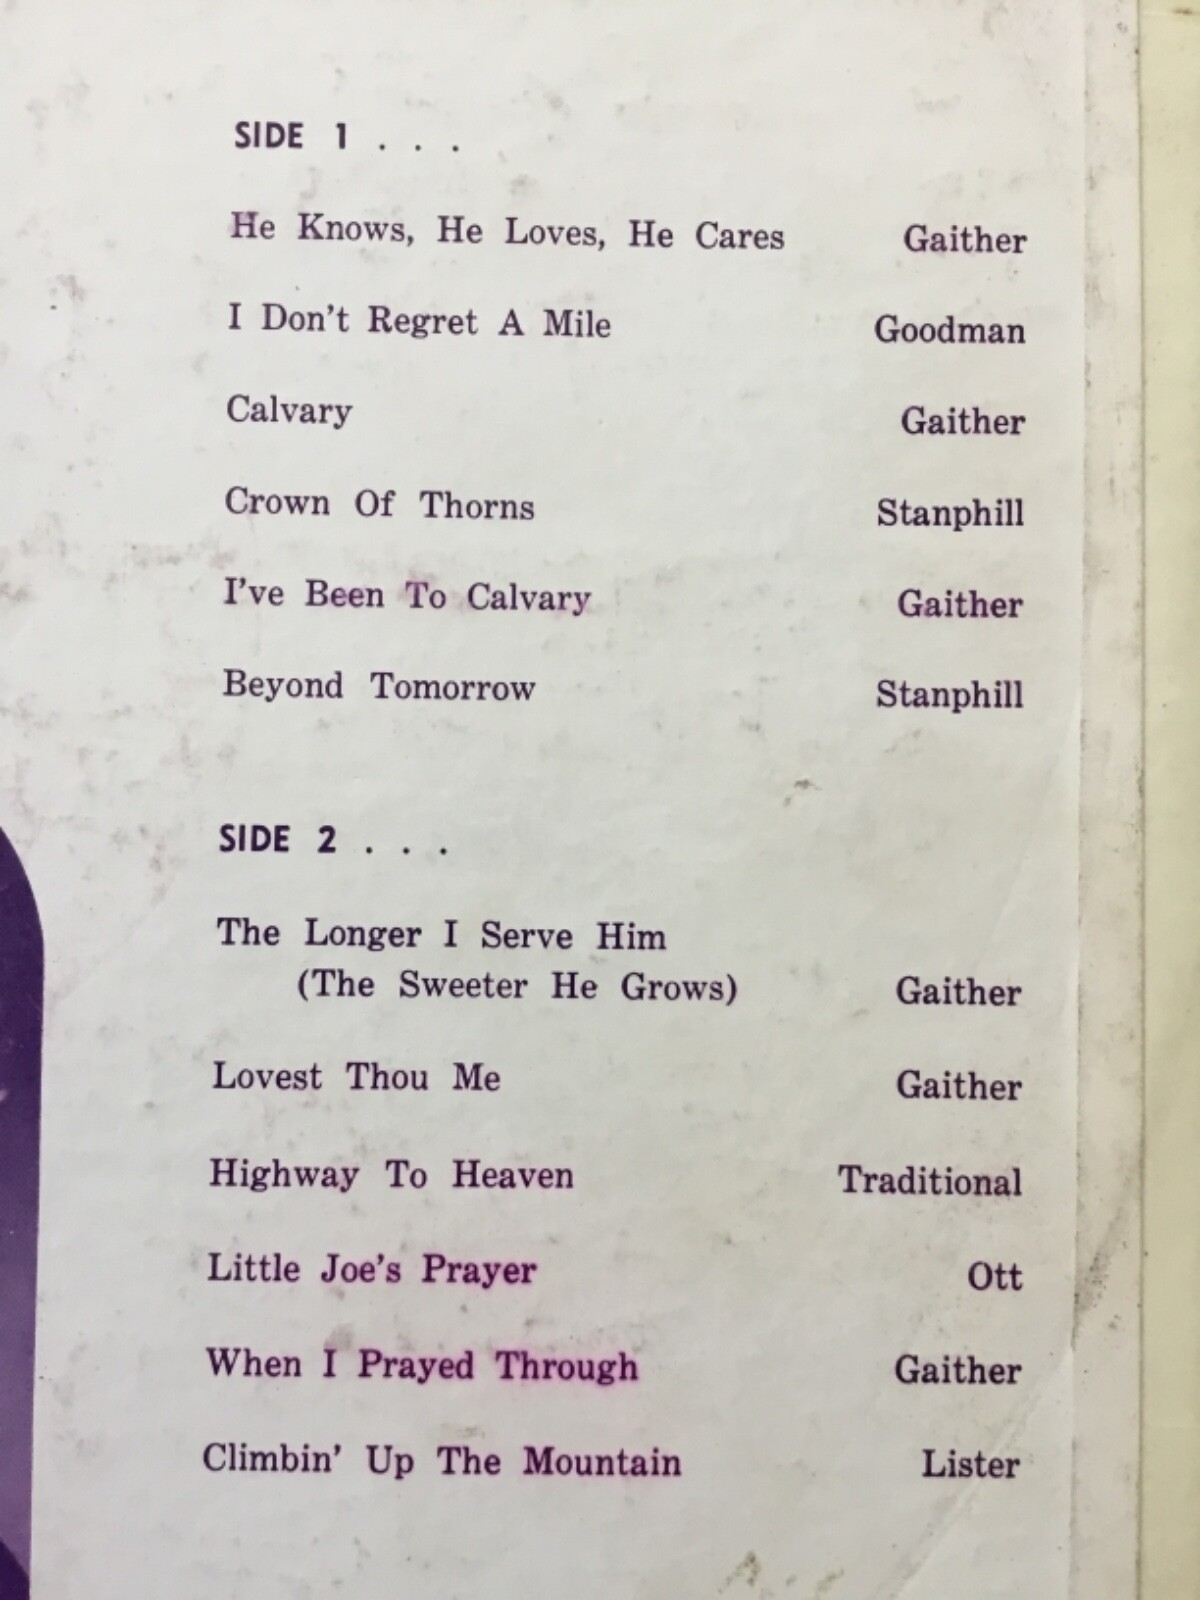 SIDE 1 . . .
He Knows, He Loves, He Cares Gaither
I Don't Regret A Mile Goodman
Calvary Gaither
Crown Of Thorns Stanphill
I've Been To Calvary Gaither
Beyond Tomorrow Stanphill
SIDE 2 . . .
The Longer I Serve Him
(The Sweeter He Grows) Gaither
Lovest Thou Me Gaither
Highway To Heaven Traditional
Little Joe's Prayer Ott
When I Prayed Through Gaither
Climbin' Up The Mountain Lister